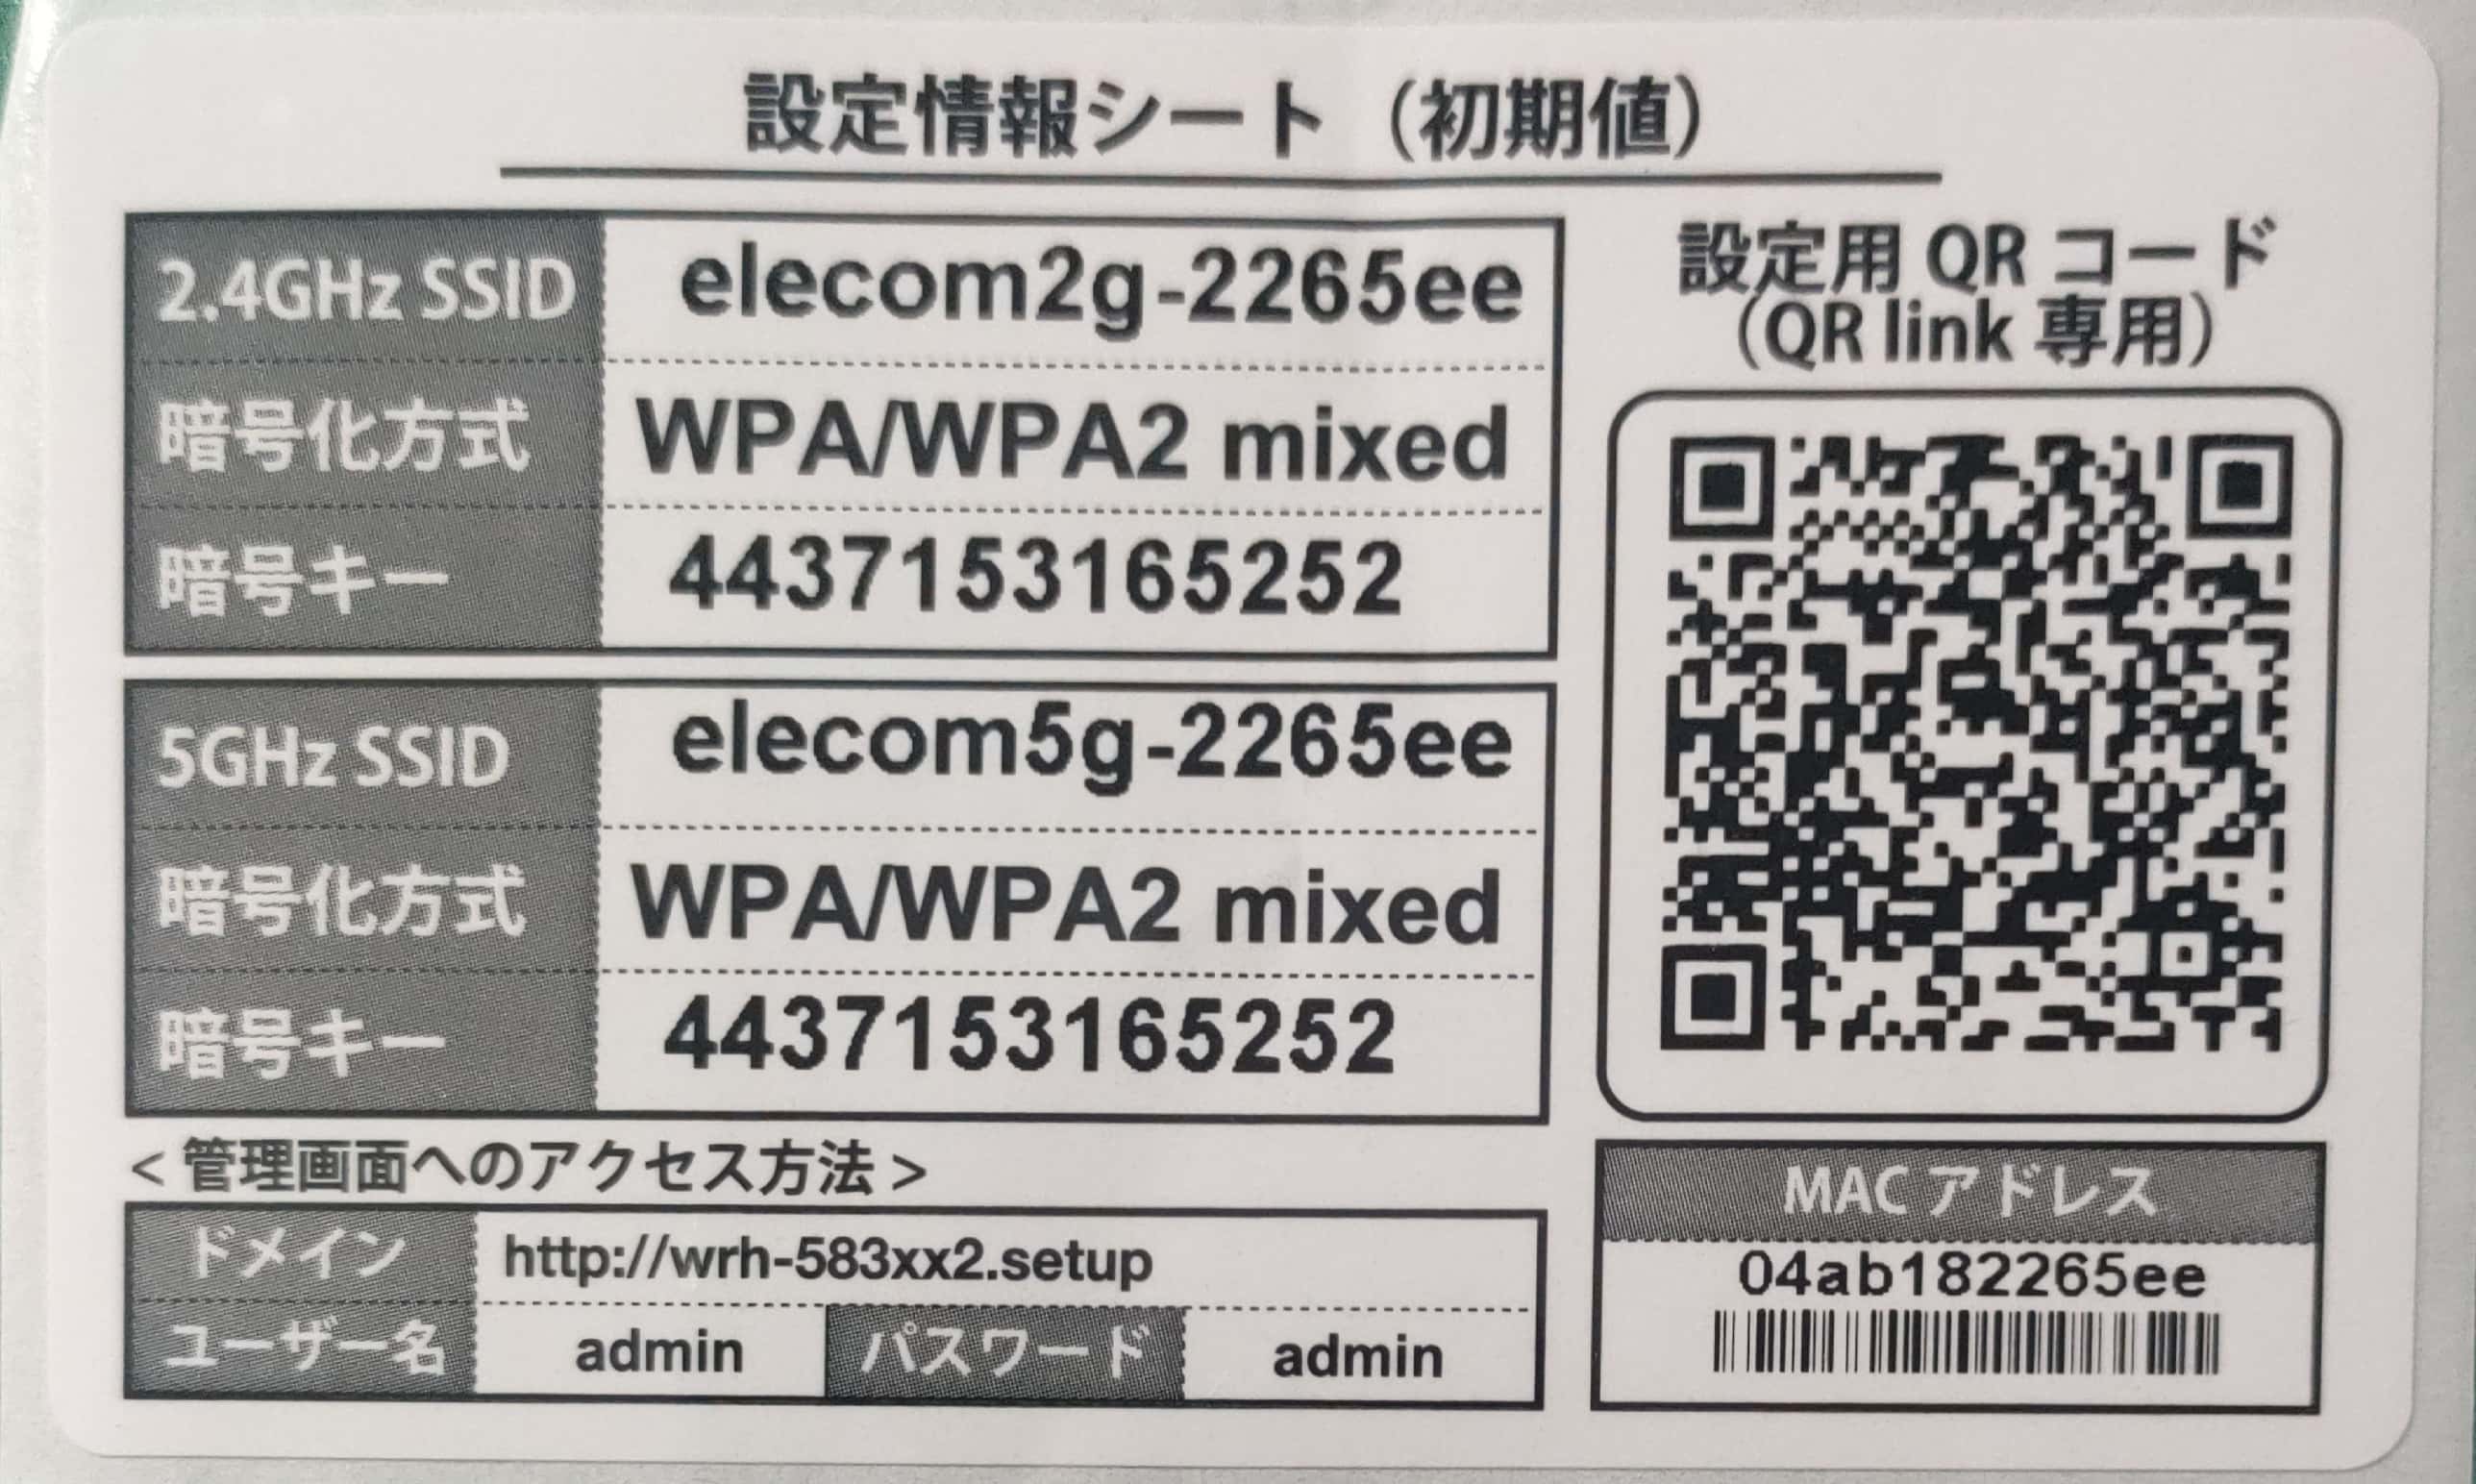 設定情報シート（初期値）
2.4GHz SSID elecom2g-2265ee
暗号化方式 WPA/WPA2 mixed
暗号キー 4437153165252
5GHz SSID elecom5g-2265ee
暗号化方式 WPA/WPA2 mixed
暗号キー 4437153165252
<管理画面へのアクセス方法>
ドメイン http://wrh-583xx2.setup
ユーザー名 admin パスワード admin
設定用 QR コード
（QR link 専用）
MAC アドレス
04ab182265ee